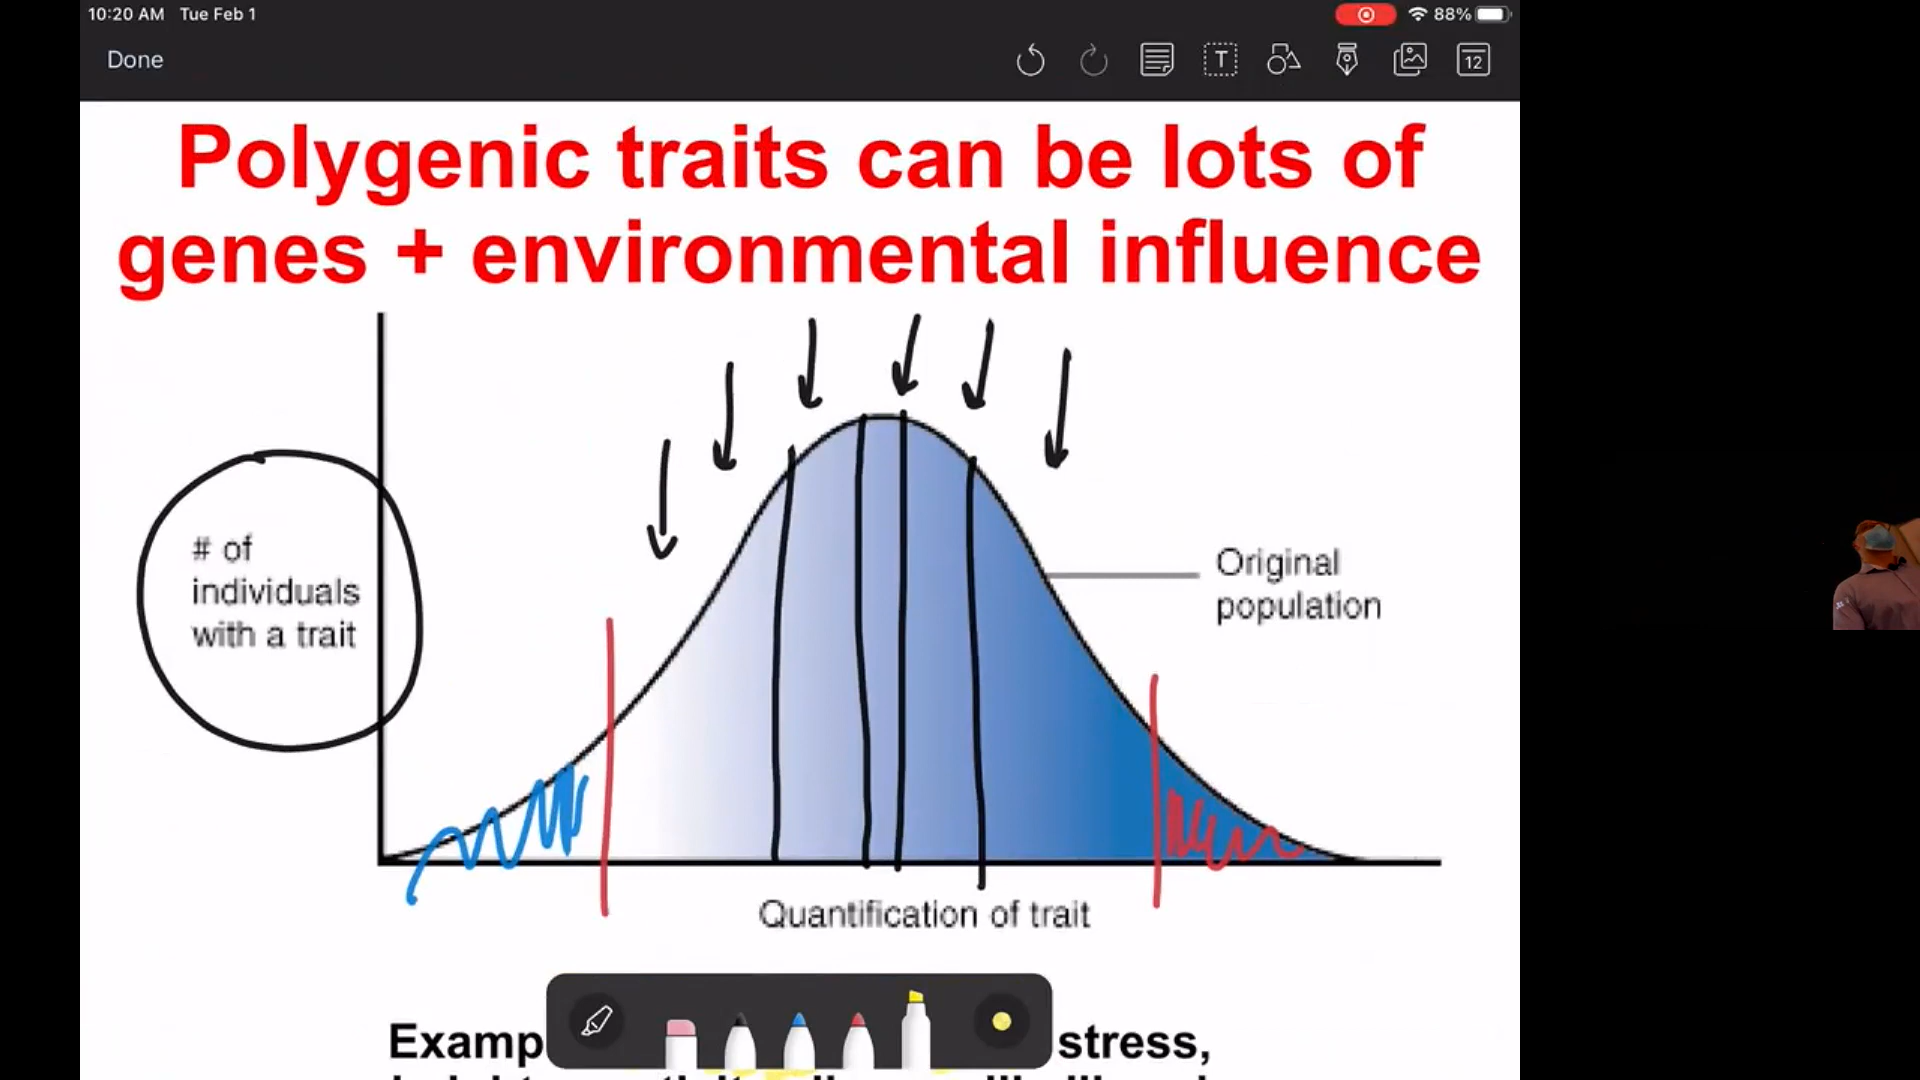 10:20 AM Tue Feb 1
88%
Done
T
12
Polygenic traits can be lots of
genes + environmental influence
# of
individuals
with a trait
Original
population
Quantification of trait
stress,